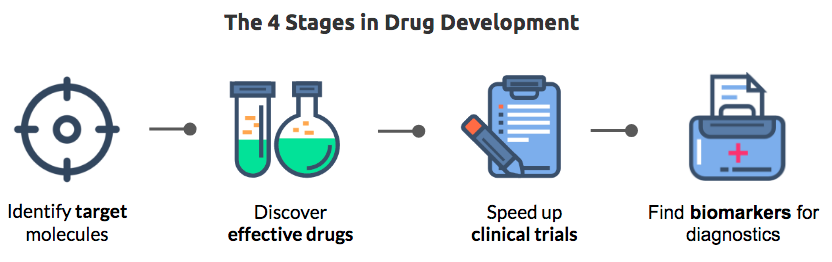 The 4 Stages in Drug Development
Identify target
molecules
Discover
effective drugs
Speed up
clinical trials
Find biomarkers for
diagnostics